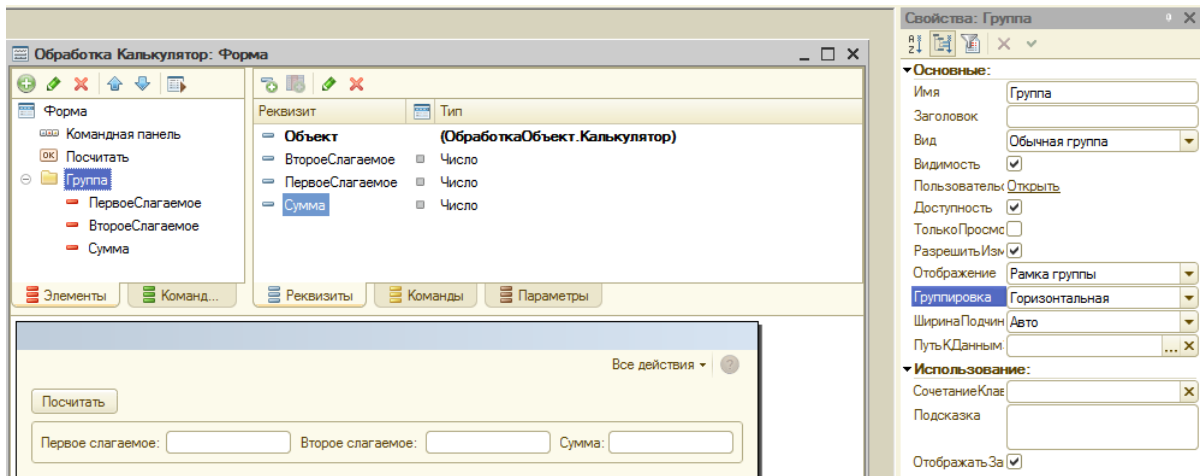 Свойства: Группа
Обработка Калькулятор: Форма
Основные:
Имя Группа
Заголовок
Вид Обычная группа
Видимость
Пользователь Открыть
Доступность
ТолькоПросмо
РазрешитьИзм
Отображение Рамка группы
Группировка Горизонтальная
ШиринаПодчин Авто
ПутьКДанным ...
Использование:
СочетаниеКлав
Подсказка
ОтображатьЗа
Форма
Командная панель
OK Посчитать
Группа
ПервоеСлагаемое
ВтороеСлагаемое
Сумма
Реквизит Тип
Объект (ОбработкаОбъект.Калькулятор)
ВтороеСлагаемое Число
ПервоеСлагаемое Число
Сумма Число
Элементы Команд... Реквизиты Команды Параметры
Все действия ?
Посчитать
Первое слагаемое: Второе слагаемое: Сумма: